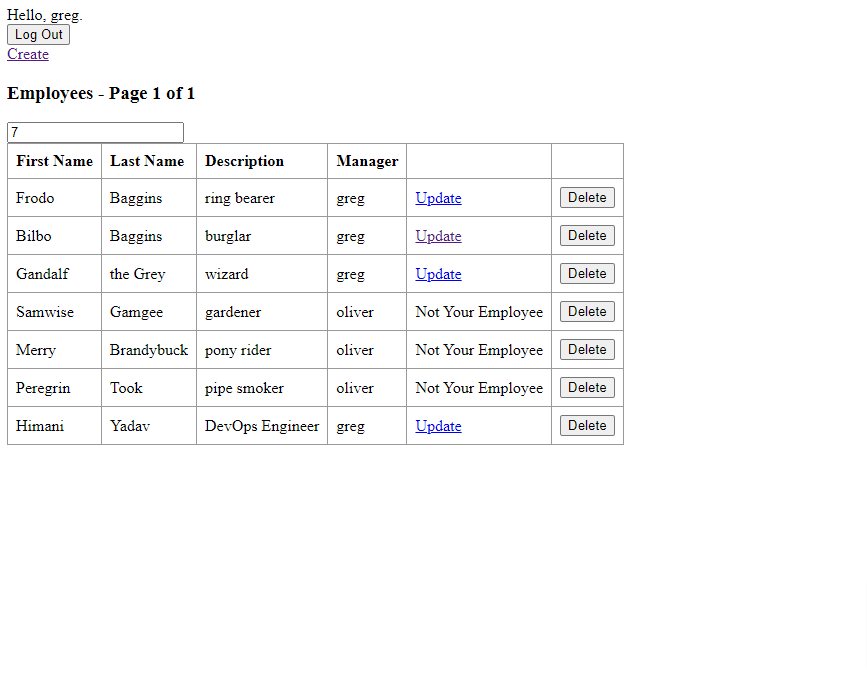 Hello, greg.
Log Out
Create
Employees - Page 1 of 1
7
First Name Last Name Description Manager
Frodo Baggins ring bearer greg Update Delete
Bilbo Baggins burglar greg Update Delete
Gandalf the Grey wizard greg Update Delete
Samwise Gamgee gardener oliver Not Your Employee Delete
Merry Brandybuck pony rider oliver Not Your Employee Delete
Peregrin Took pipe smoker oliver Not Your Employee Delete
Himani Yadav DevOps Engineer greg Update Delete